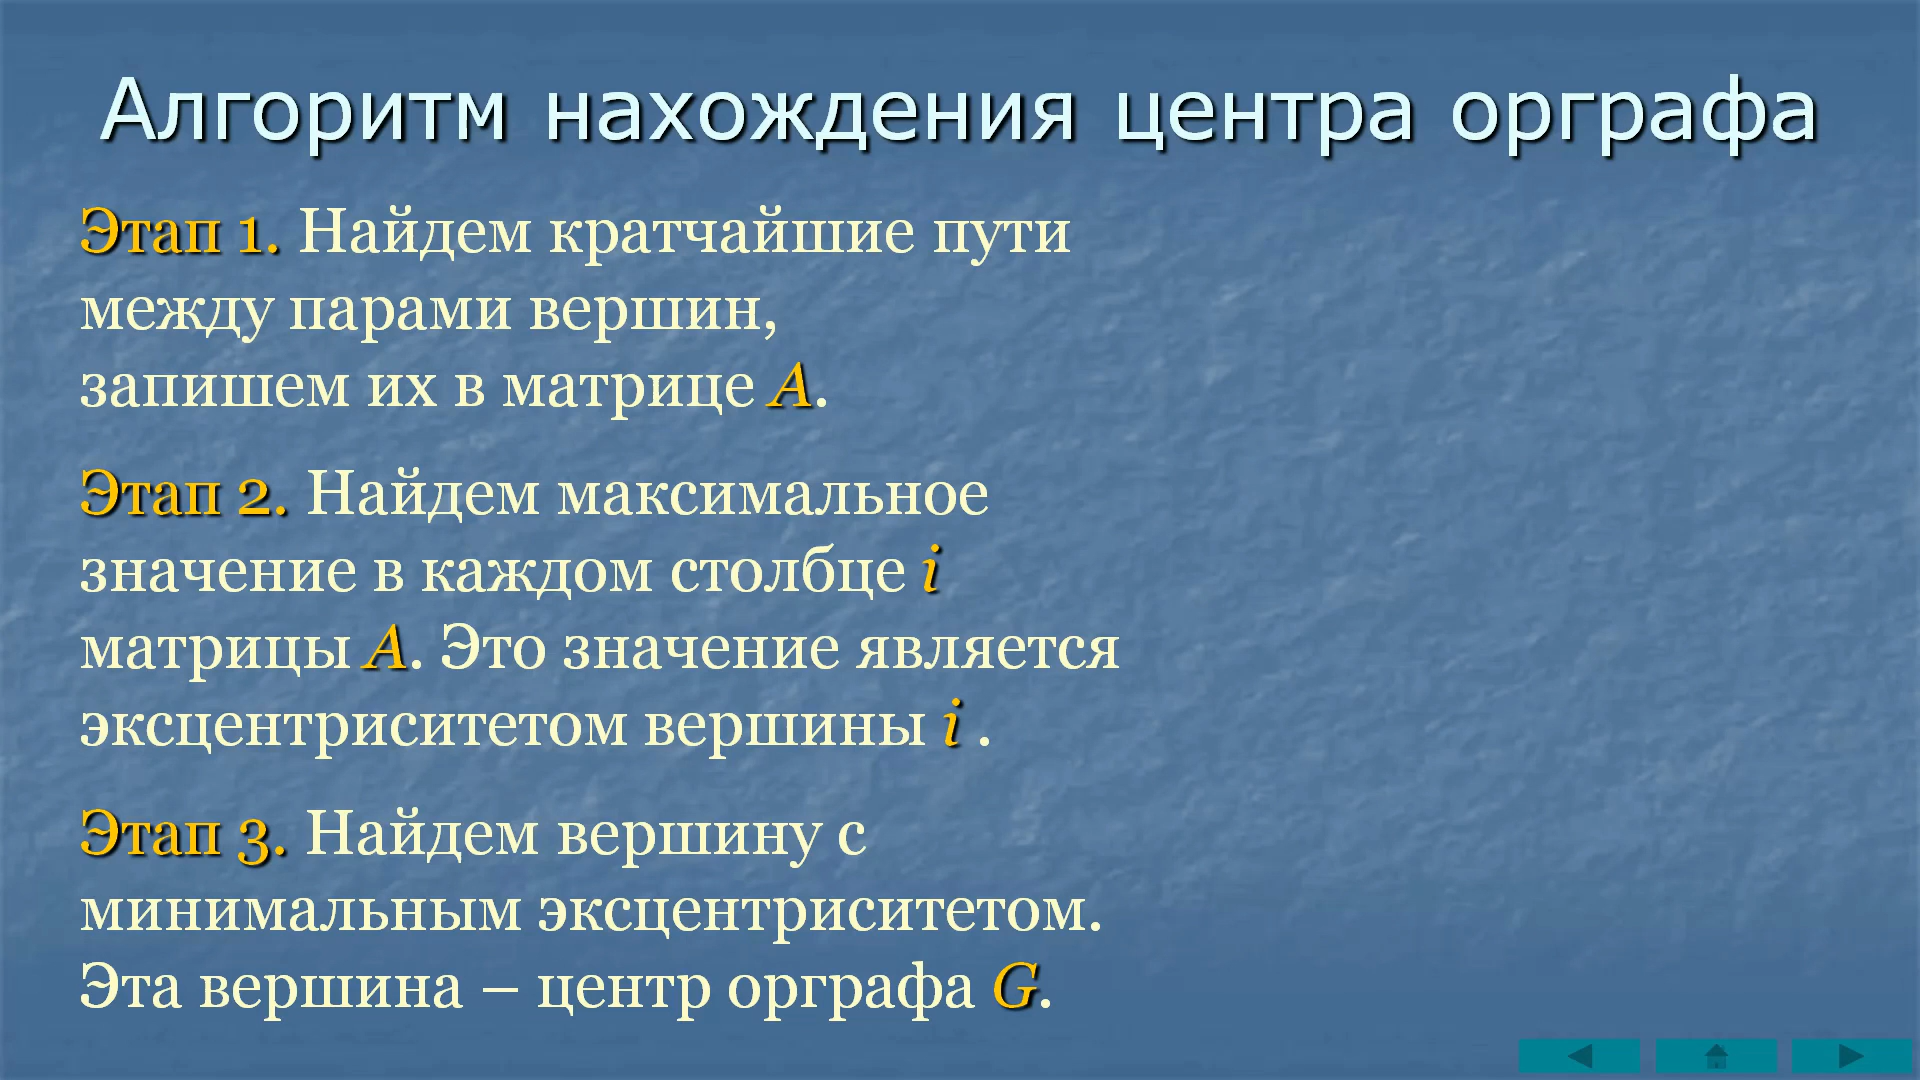 Алгоритм нахождения центра орграфа
Этап 1. Найдем кратчайшие пути
между парами вершин,
запишем их в матрице A.
Этап 2. Найдем максимальное
значение в каждом столбце i
матрицы A. Это значение является
эксцентриситетом вершины i .
Этап 3. Найдем вершину с
минимальным эксцентриситетом.
Эта вершина – центр орграфа G.